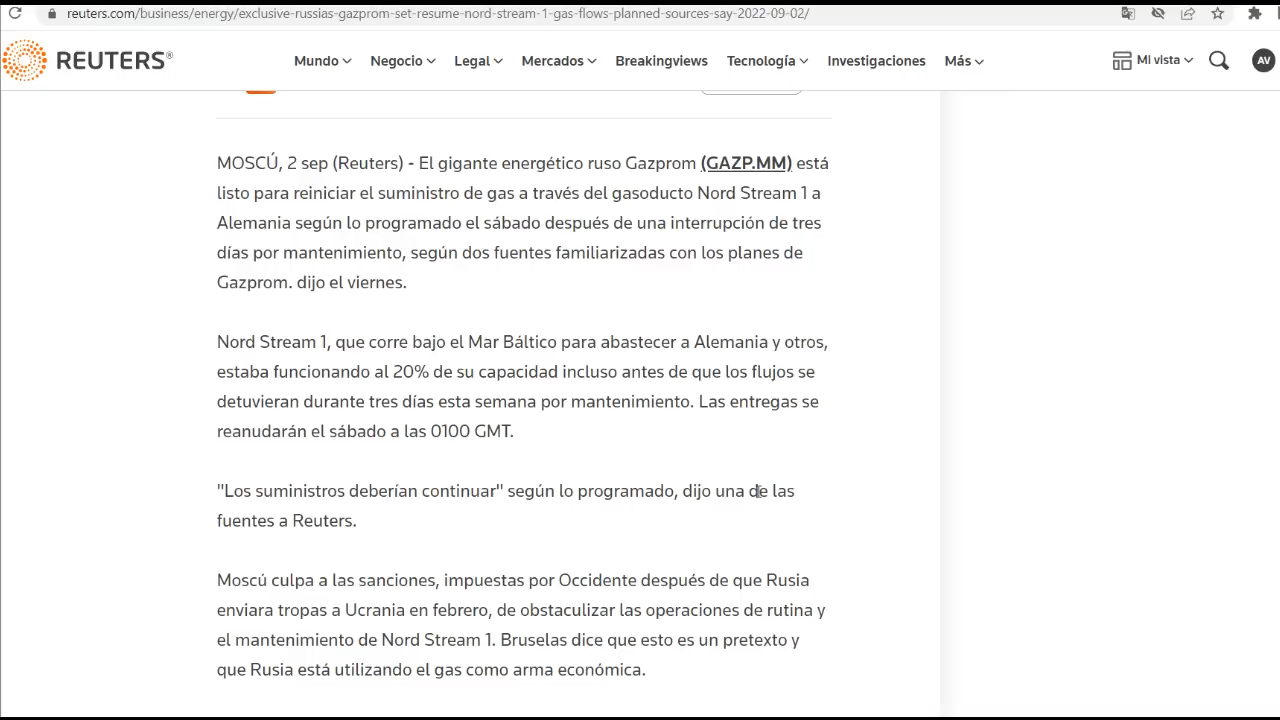 reuters.com/business/energy/exclusive-russias-gazprom-set-resume-nord-stream-1-gas-flows-planned-sources-say-2022-09-02/
REUTERS®
Mundo Negocio Legal Mercados Breakingviews Tecnología Investigaciones Más Mi vista AV
MOSCÚ, 2 sep (Reuters) - El gigante energético ruso Gazprom (GAZP.MM) está
listo para reiniciar el suministro de gas a través del gasoducto Nord Stream 1 a
Alemania según lo programado el sábado después de una interrupción de tres
días por mantenimiento, según dos fuentes familiarizadas con los planes de
Gazprom. dijo el viernes.
Nord Stream 1, que corre bajo el Mar Báltico para abastecer a Alemania y otros,
estaba funcionando al 20% de su capacidad incluso antes de que los flujos se
detuvieran durante tres días esta semana por mantenimiento. Las entregas se
reanudarán el sábado a las 0100 GMT.
"Los suministros deberían continuar" según lo programado, dijo una de las
fuentes a Reuters.
Moscú culpa a las sanciones, impuestas por Occidente después de que Rusia
enviara tropas a Ucrania en febrero, de obstaculizar las operaciones de rutina y
el mantenimiento de Nord Stream 1. Bruselas dice que esto es un pretexto y
que Rusia está utilizando el gas como arma económica.